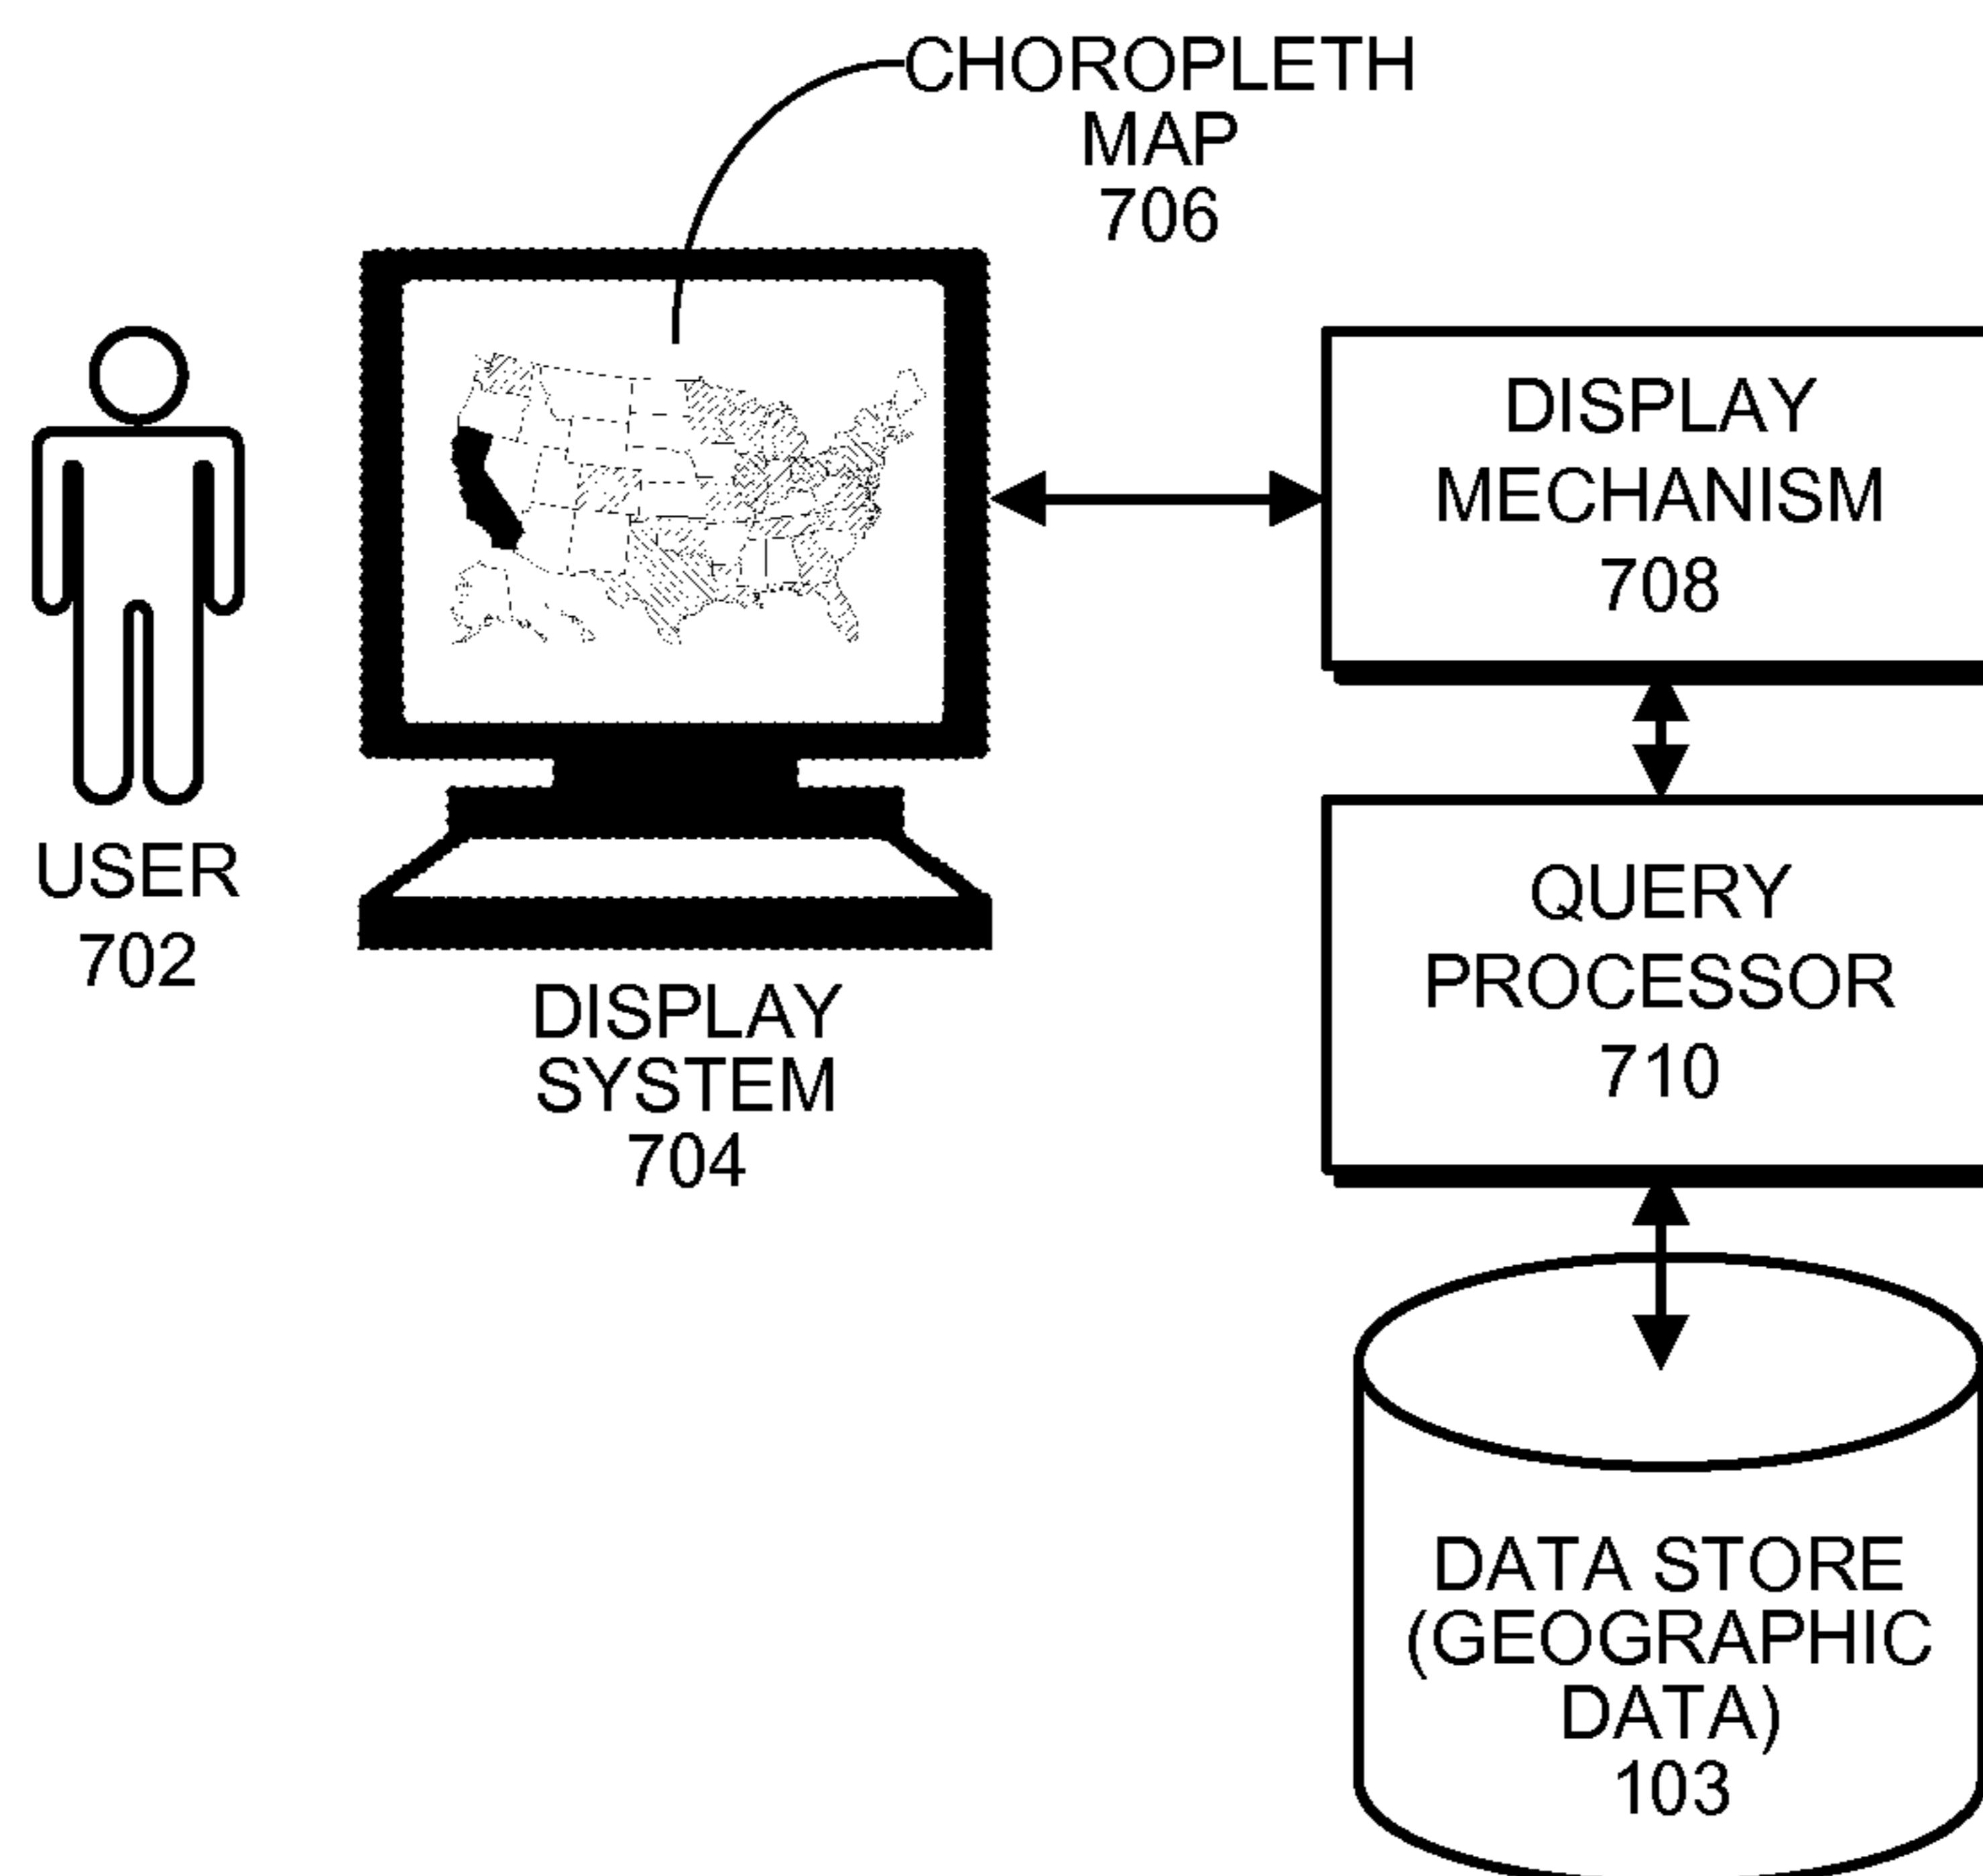 CHOROPLETH
MAP
706
DISPLAY
MECHANISM
708
USER
702
DISPLAY
SYSTEM
704
QUERY
PROCESSOR
710
DATA STORE
(GEOGRAPHIC
DATA)
103